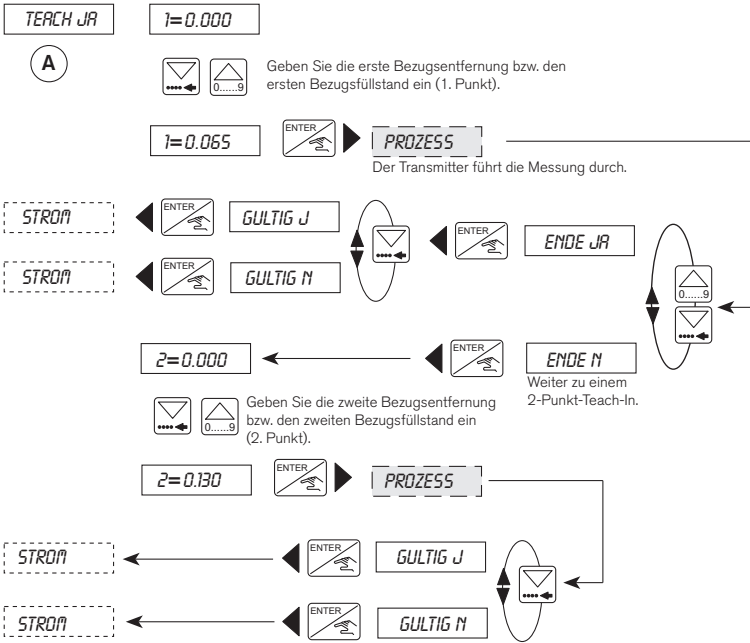 TEACH JA
1=0.000
A
0......9
Geben Sie die erste Bezugsentfernung bzw. den
ersten Bezugsfüllstand ein (1. Punkt).
1=0.065
ENTER
PROZESS
Der Transmitter führt die Messung durch.
STROM
ENTER
GULTIG J
ENTER
ENDE JA
STROM
ENTER
GULTIG N
0......9
2=0.000
ENTER
ENDE N
Weiter zu einem
2-Punkt-Teach-In.
0......9
Geben Sie die zweite Bezugsentfernung
bzw. den zweiten Bezugsfüllstand ein
(2. Punkt).
2=0.130
ENTER
PROZESS
STROM
ENTER
GULTIG J
STROM
ENTER
GULTIG N